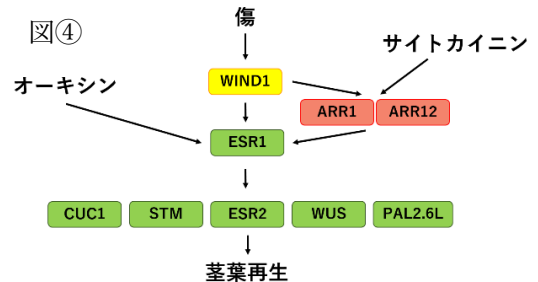 図④
傷
サイトカイニン
オーキシン
WIND1
ARR1
ARR12
ESR1
CUC1
STM
ESR2
WUS
PAL2.6L
茎葉再生